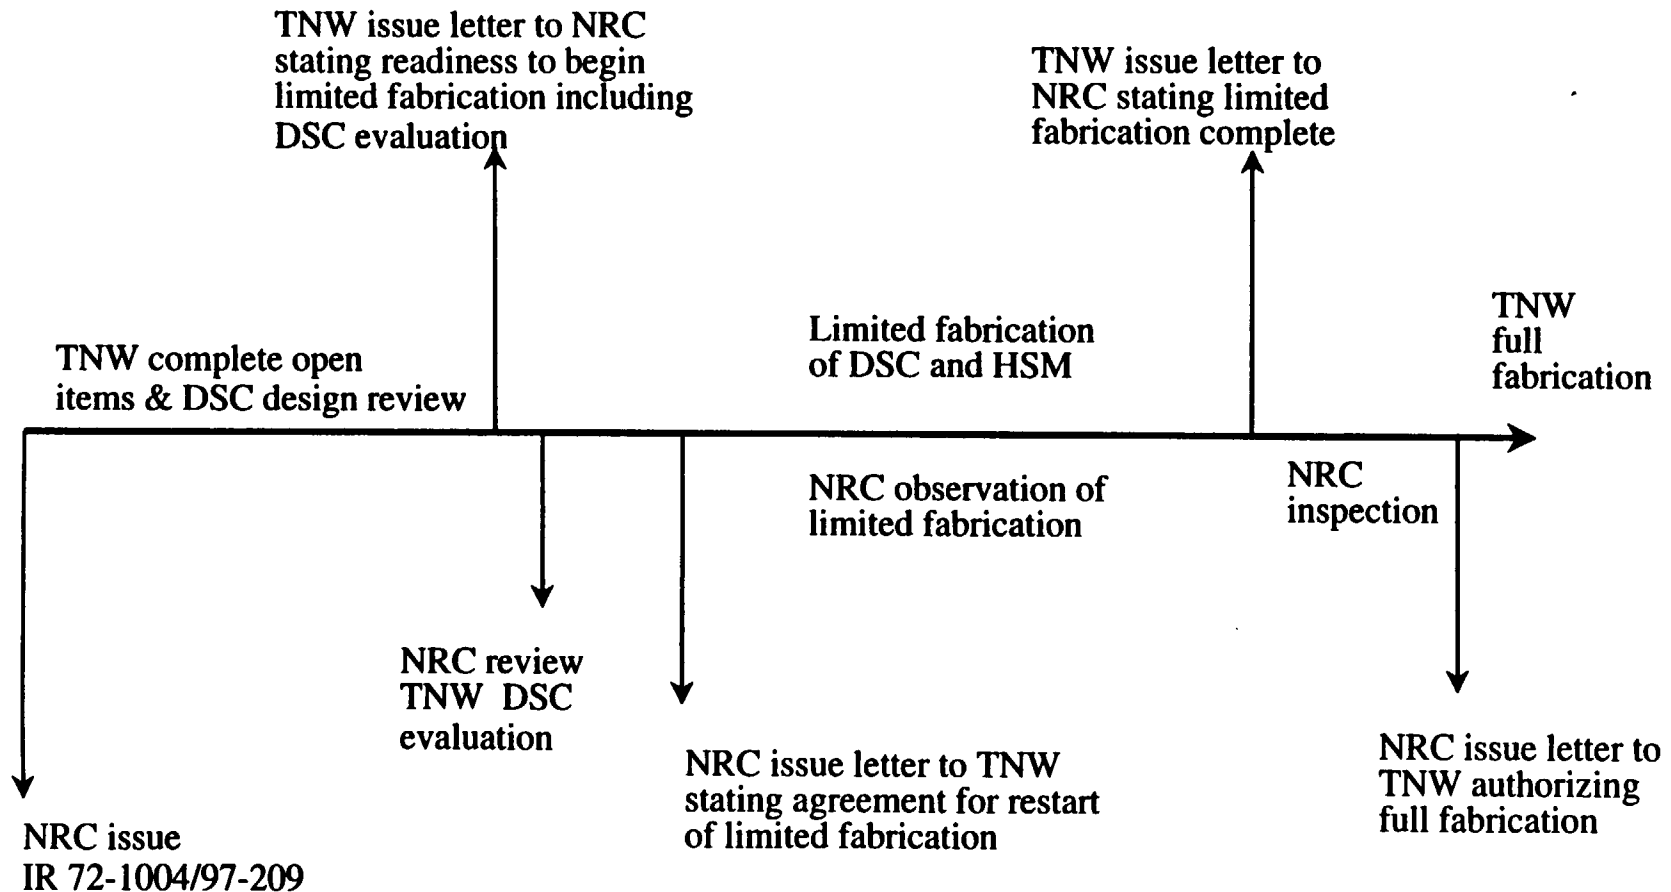 TNW issue letter to NRC
stating readiness to begin
limited fabrication including
DSC evaluation
TNW issue letter to
NRC stating limited
fabrication complete
TNW complete open
items & DSC design review
Limited fabrication
of DSC and HSM
TNW
full
fabrication
NRC observation of
limited fabrication
NRC
inspection
NRC review
TNW DSC
evaluation
NRC issue letter to TNW
stating agreement for restart
of limited fabrication
NRC issue letter to
TNW authorizing
full fabrication
NRC issue
IR 72-1004/97-209